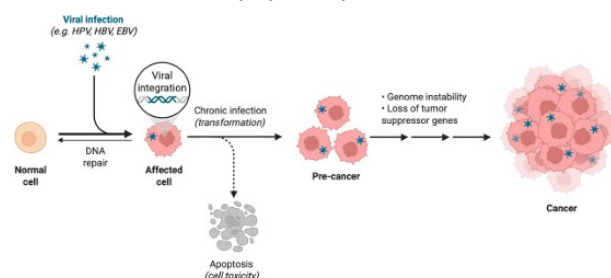 Viral infection
(e.g. HPV, HBV, EBV)
Viral
integration
Chronic infection
(transformation)
• Genome instability
• Loss of tumor
suppressor genes
DNA
repair
Normal
cell
Affected
cell
Pre-cancer
Cancer
Apoptosis
(cell toxicity)